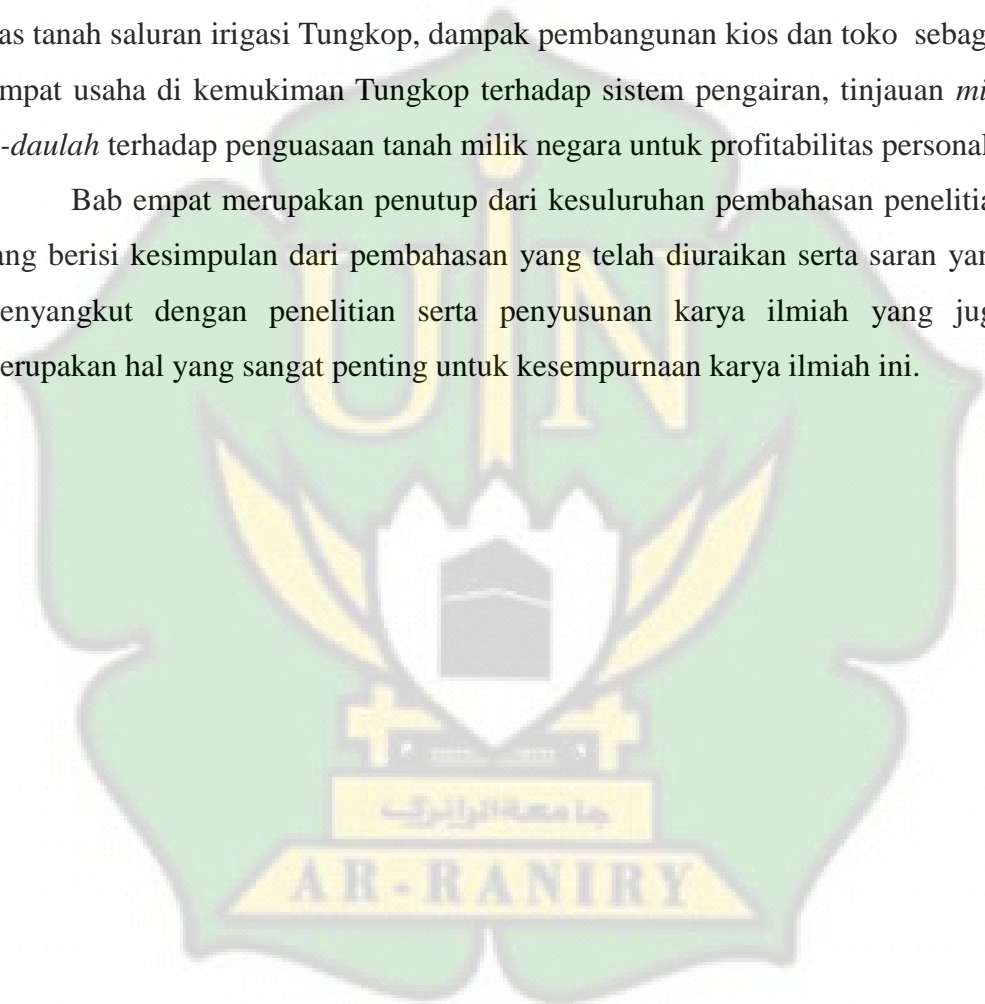 as tanah saluran irigasi Tungkop, dampak pembangunan kios dan toko sebag
mpat usaha di kemukiman Tungkop terhadap sistem pengairan, tinjauan mi
-daulah terhadap penguasaan tanah milik negara untuk profitabilitas personal
Bab empat merupakan penutup dari kesuluruhan pembahasan penelitia
ang berisi kesimpulan dari pembahasan yang telah diuraikan serta saran yan
enyangkut dengan penelitian serta penyusunan karya ilmiah yang jug
erupakan hal yang sangat penting untuk kesempurnaan karya ilmiah ini.
UIN
جامعة الرانري
AR-RANIRY